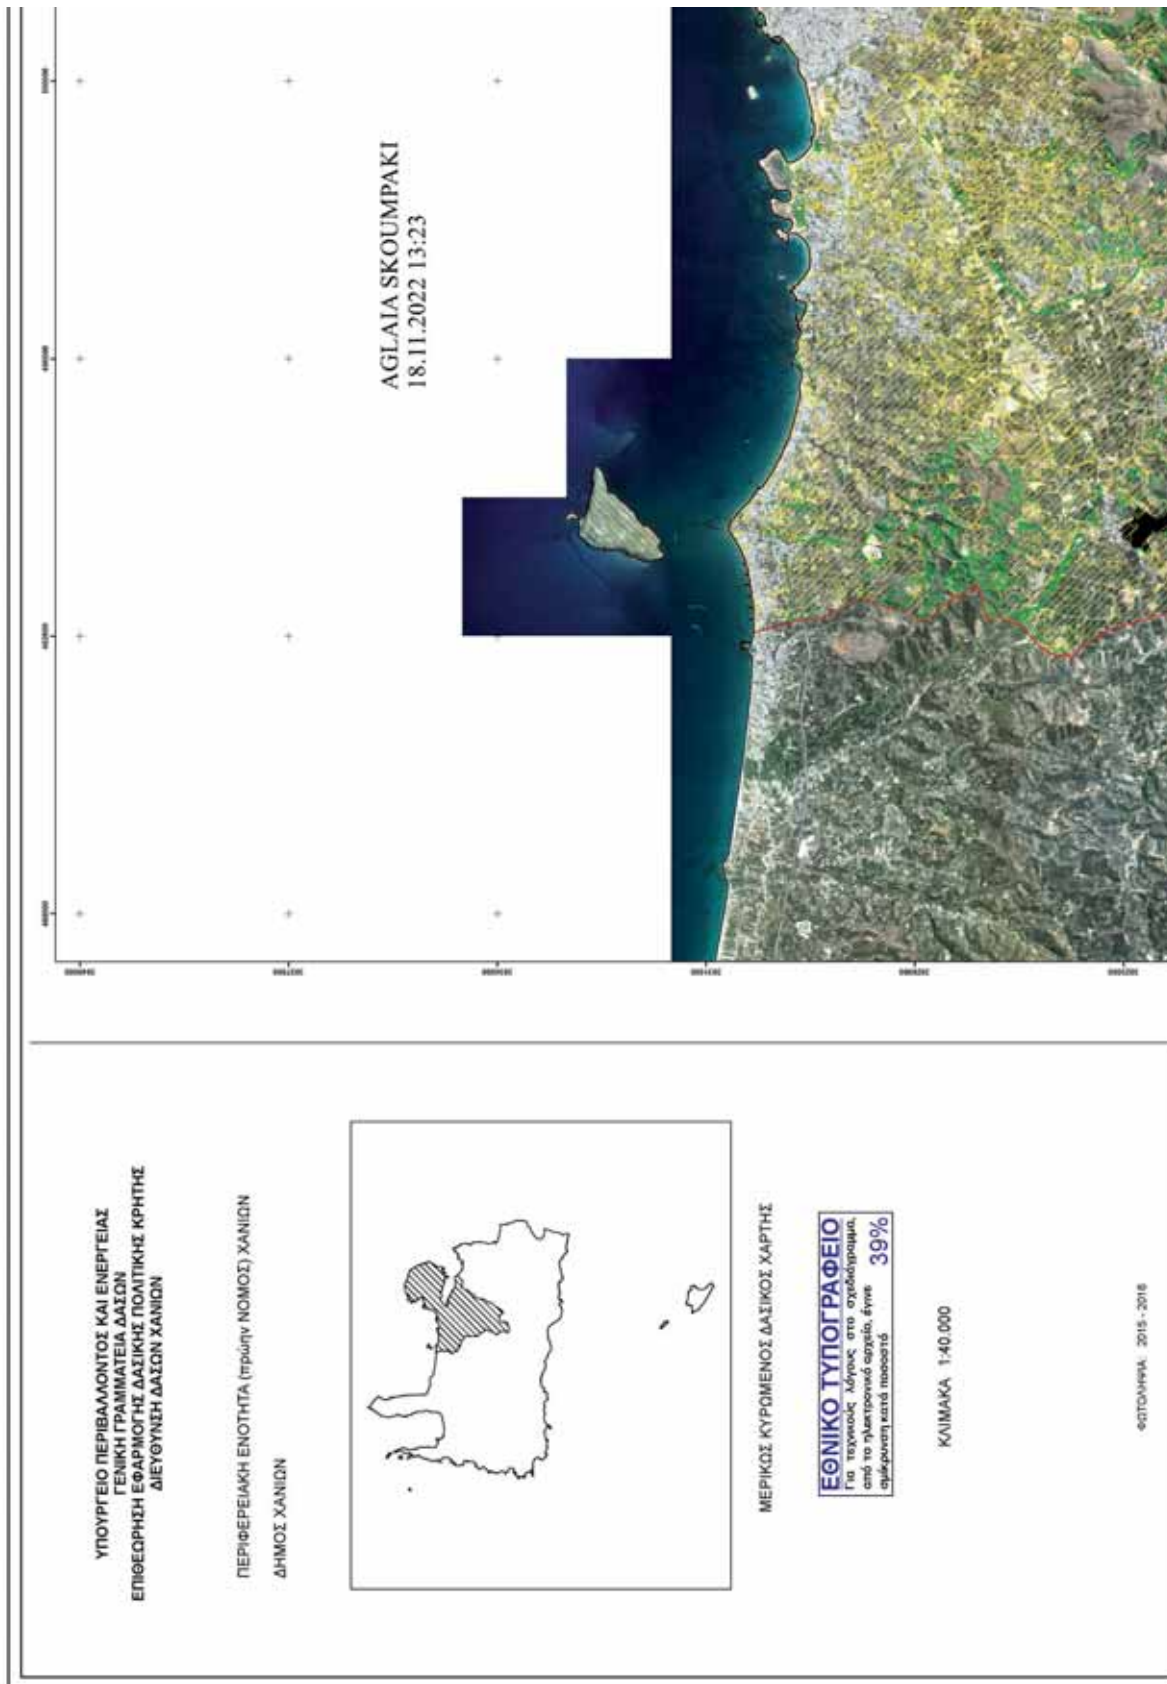 ΥΠΟΥΡΓΕΙΟ ΠΕΡΙΒΑΛΛΟΝΤΟΣ ΚΑΙ ΕΝΕΡΓΕΙΑΣ
ΓΕΝΙΚΗ ΓΡΑΜΜΑΤΕΙΑ ΔΑΣΩΝ
ΕΠΙΘΕΩΡΗΣΗ ΕΦΑΡΜΟΓΗΣ ΔΑΣΙΚΗΣ ΠΟΛΙΤΙΚΗΣ ΚΡΗΤΗΣ
ΔΙΕΥΘΥΝΣΗ ΔΑΣΩΝ ΧΑΝΙΩΝ
ΠΕΡΙΦΕΡΕΙΑΚΗ ΕΝΟΤΗΤΑ (πρώην ΝΟΜΟΣ) ΧΑΝΙΩΝ
ΔΗΜΟΣ ΧΑΝΙΩΝ
ΜΕΡΙΚΩΣ ΚΥΡΩΜΕΝΟΣ ΔΑΣΙΚΟΣ ΧΑΡΤΗΣ
ΕΘΝΙΚΟ ΤΥΠΟΓΡΑΦΕΙΟ
Για τεχνικούς λόγους στο σχεδιάγραμμα,
από το ηλεκτρονικό αρχείο, έγινε
σμίκρυνση κατά ποσοστό 39%
ΚΛΙΜΑΚΑ 1:40.000
ΦΩΤΟΛΗΨΙΑ: 2015 - 2016
AGLAIA SKOUMPAKI
18.11.2022 13:23